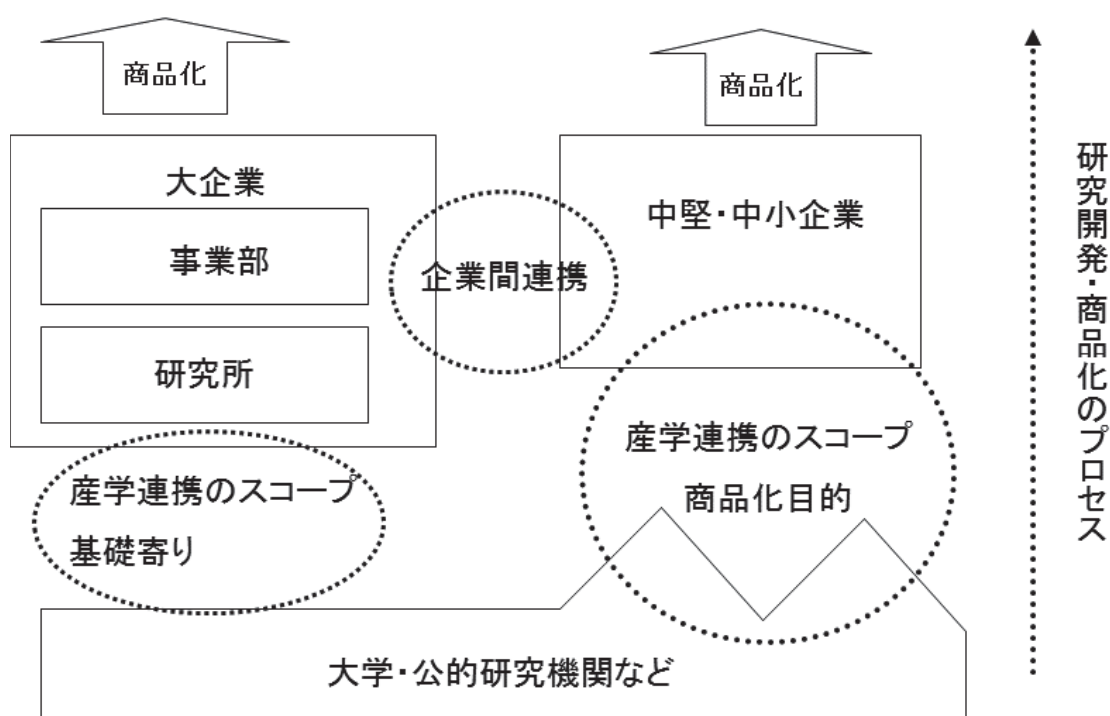 商品化
商品化
大企業
事業部
研究所
企業間連携
中堅・中小企業
産学連携のスコープ
基礎寄り
産学連携のスコープ
商品化目的
大学・公的研究機関など
研究開発・商品化のプロセス